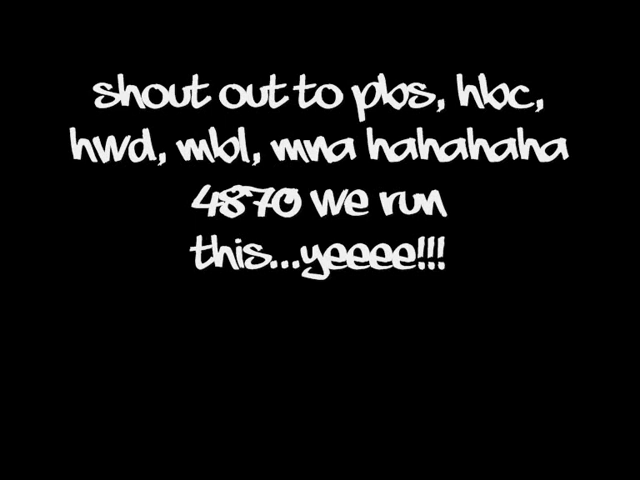 shout out to pbs, hbc,
hwd, mbl, mna hahahaha
4870 we run
this...yeeee!!!